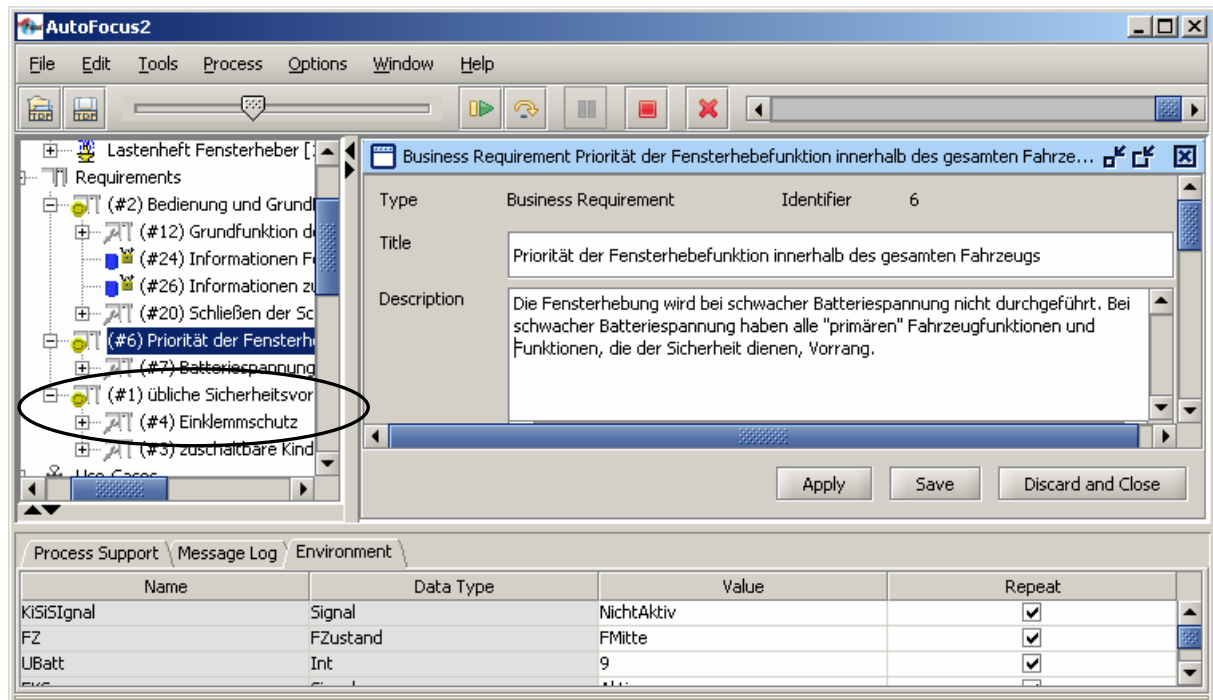 AutoFocus2
File Edit Tools Process Options Window Help
Lastenheft Fensterheber [
Requirements
(#2) Bedienung und Grund
(#12) Grundfunktion d
(#24) Informationen F
(#26) Informationen zu
(#20) Schließen der Sc
(#6) Priorität der Fensterh
(#7) Batteriespannung
(#1) übliche Sicherheitsvor
(#4) Einklemmschutz
(#3) zuschaltbare Kind
Use Cases
Business Requirement Priorität der Fensterhebefunktion innerhalb des gesamten Fahrze...
Type Business Requirement Identifier 6
Title Priorität der Fensterhebefunktion innerhalb des gesamten Fahrzeugs
Description Die Fensterhebung wird bei schwacher Batteriespannung nicht durchgeführt. Bei
schwacher Batteriespannung haben alle "primären" Fahrzeugfunktionen und
Funktionen, die der Sicherheit dienen, Vorrang.
Apply Save Discard and Close
Process Support Message Log Environment
Name Data Type Value Repeat
KiSiSIgnal Signal NichtAktiv
FZ FZustand FMitte
UBatt Int 9